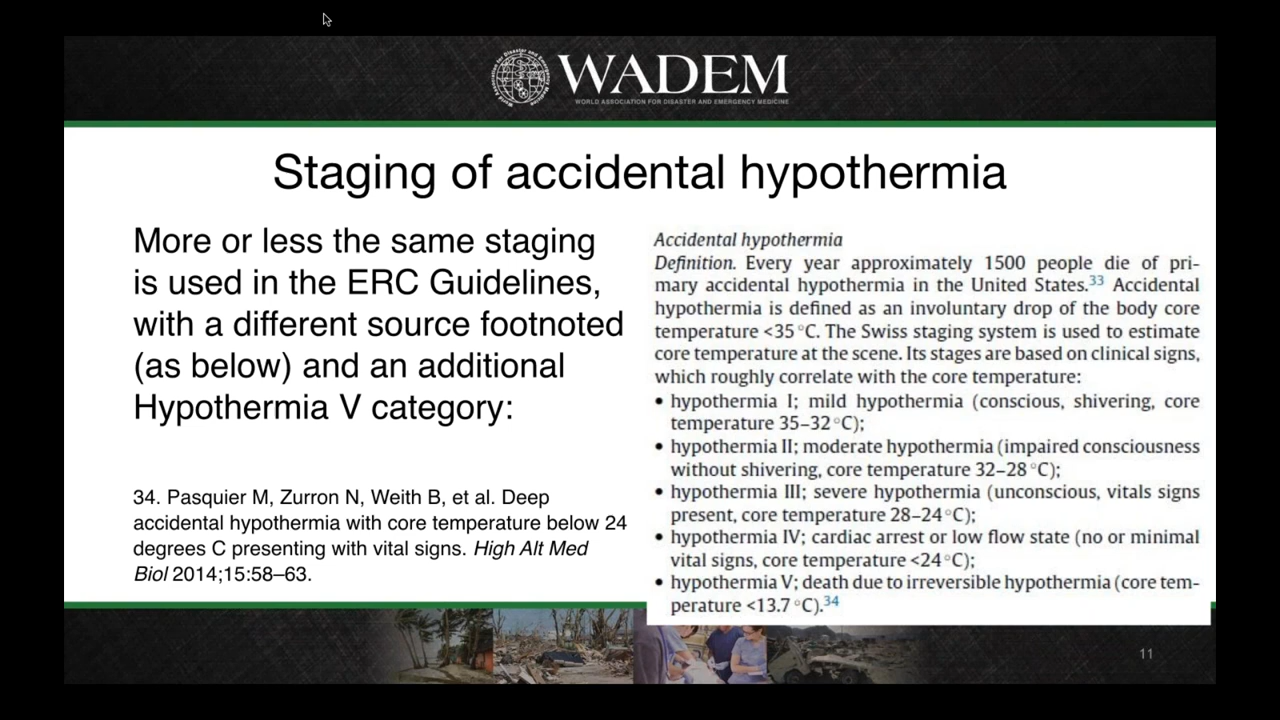 WADEM
WORLD ASSOCIATION FOR DISASTER AND EMERGENCY MEDICINE
Staging of accidental hypothermia
More or less the same staging
is used in the ERC Guidelines,
with a different source footnoted
(as below) and an additional
Hypothermia V category:
34. Pasquier M, Zurron N, Weith B, et al. Deep
accidental hypothermia with core temperature below 24
degrees C presenting with vital signs. High Alt Med
Biol 2014;15:58–63.
Accidental hypothermia
Definition. Every year approximately 1500 people die of pri-
mary accidental hypothermia in the United States.33 Accidental
hypothermia is defined as an involuntary drop of the body core
temperature <35 °C. The Swiss staging system is used to estimate
core temperature at the scene. Its stages are based on clinical signs,
which roughly correlate with the core temperature:
• hypothermia I; mild hypothermia (conscious, shivering, core
temperature 35–32 °C);
• hypothermia II; moderate hypothermia (impaired consciousness
without shivering, core temperature 32–28 °C);
• hypothermia III; severe hypothermia (unconscious, vitals signs
present, core temperature 28–24 °C);
• hypothermia IV; cardiac arrest or low flow state (no or minimal
vital signs, core temperature <24 °C);
• hypothermia V; death due to irreversible hypothermia (core tem-
perature <13.7 °C).34
11